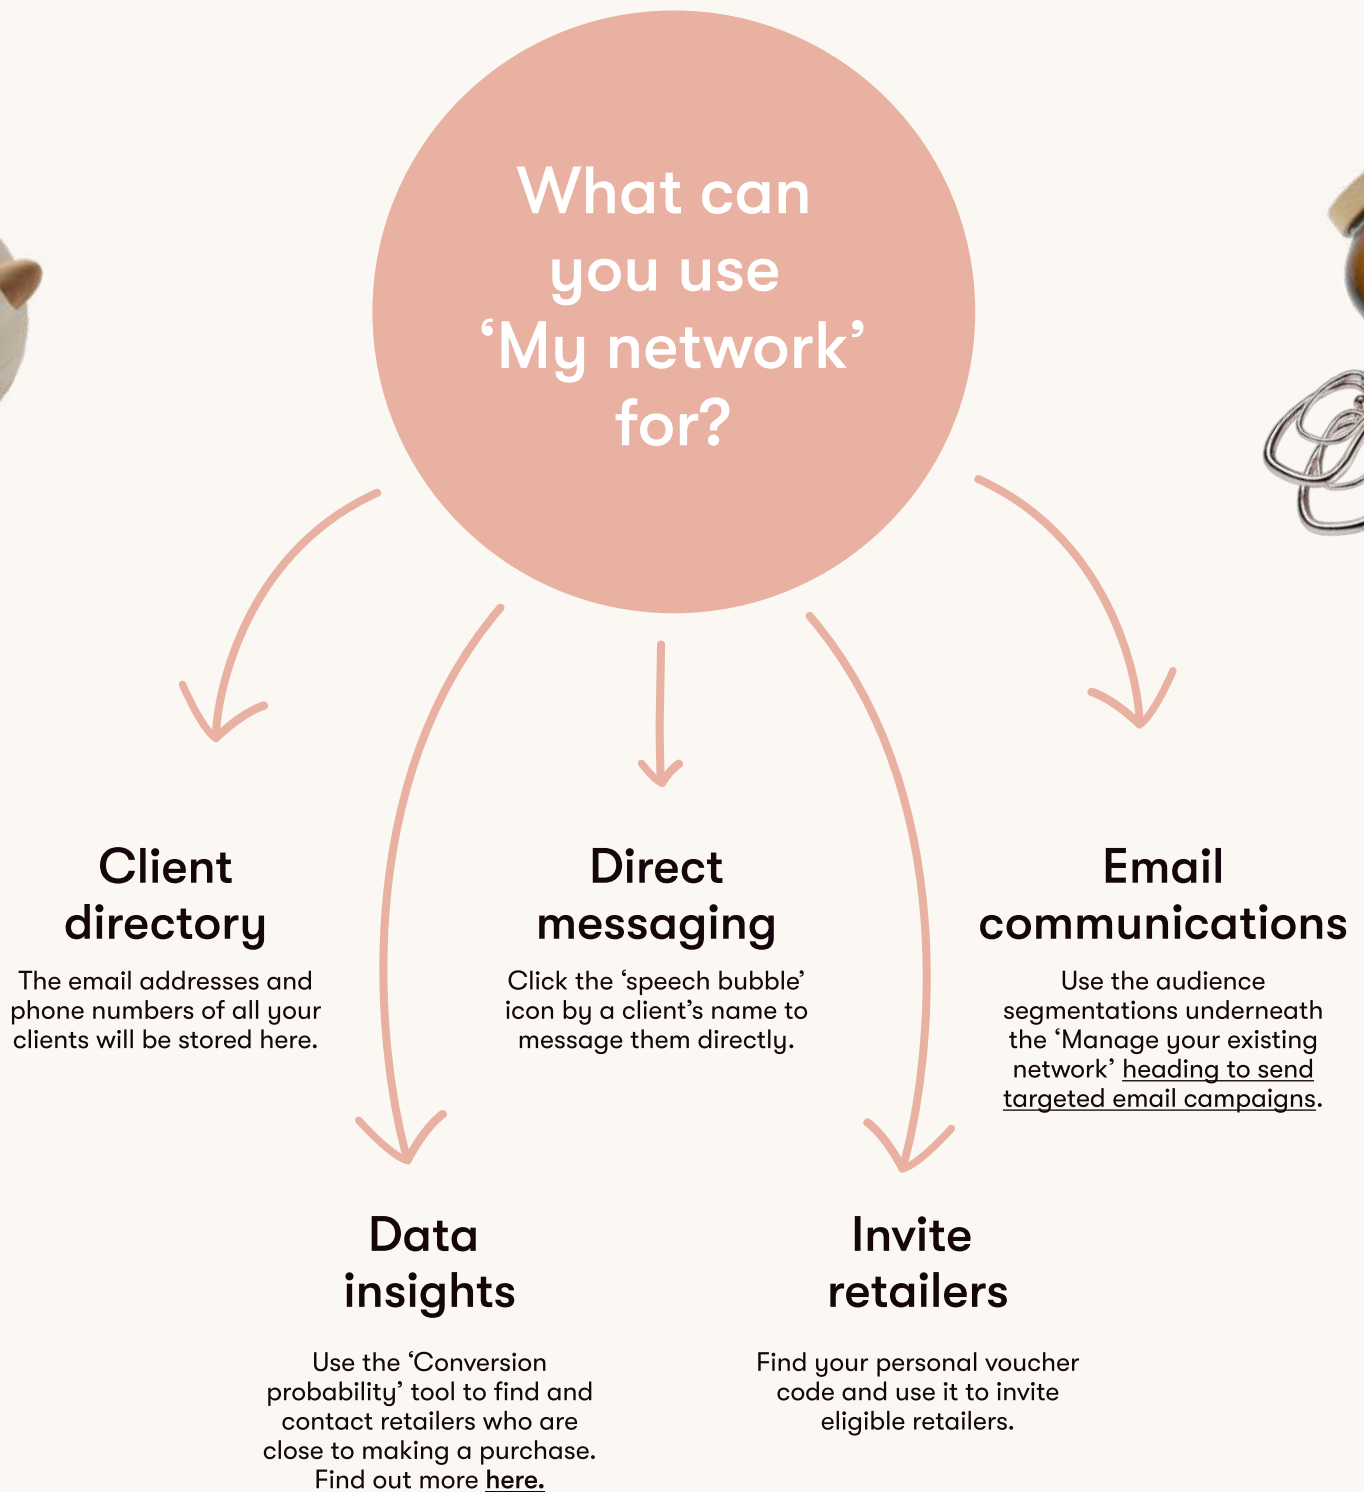 What can
you use
‘My network’
for?
Client
directory
The email addresses and
phone numbers of all your
clients will be stored here.
Direct
messaging
Click the ‘speech bubble’
icon by a client’s name to
message them directly.
Email
communications
Use the audience
segmentations underneath
the ‘Manage your existing
network’ heading to send
targeted email campaigns.
Data
insights
Use the ‘Conversion
probability’ tool to find and
contact retailers who are
close to making a purchase.
Find out more here.
Invite
retailers
Find your personal voucher
code and use it to invite
eligible retailers.